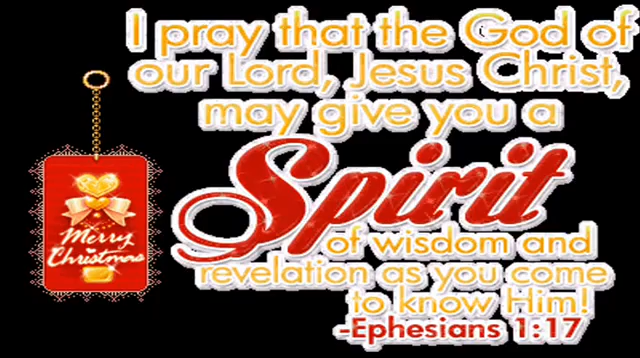 I pray that the God of
our Lord, Jesus Christ,
may give you a
Spirit
of wisdom and
revelation as you come
to know Him!
-Ephesians 1:17
Merry
Christmas